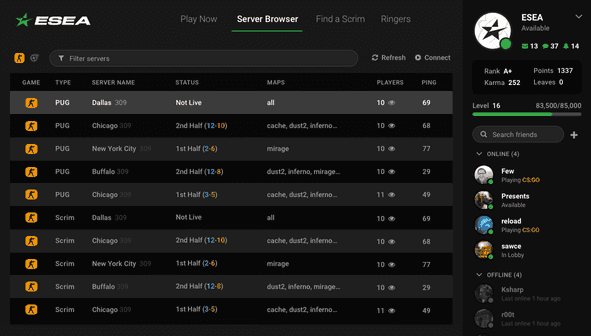 ESEA
Play Now
Server Browser
Find a Scrim
Ringers
Filter servers
Refresh
Connect
GAME TYPE SERVER NAME STATUS MAPS PLAYERS PING
PUG Dallas 309 Not Live all 10 69
PUG Chicago 309 2nd Half (12-10) cache, dust2, inferno... 10 68
PUG New York City 309 1st Half (2-6) mirage 10 77
PUG Buffalo 309 2nd Half (12-8) dust2, inferno, mirage... 10 29
PUG Chicago 309 1st Half (3-5) cache, dust2, inferno... 11 49
Scrim Dallas 309 Not Live all 10 69
Scrim Chicago 309 2nd Half (12-10) cache, dust2, inferno... 10 68
Scrim New York City 309 1st Half (2-6) mirage 10 77
Scrim Buffalo 309 2nd Half (12-8) dust2, inferno, mirage... 10 29
Scrim Chicago 309 1st Half (3-5) cache, dust2, inferno... 11 49
ESEA
Available
13 37 14
Rank A+ Points 1337
Karma 252 Leaves 0
Level 16 83,500/85,000
Search friends
ONLINE (4)
Few
Playing CS:GO
Presents
Available
reload
Playing CS:GO
sawce
In Lobby
OFFLINE (4)
Ksharp
Last online 1 hour ago
r00t
Last online 1 hour ago